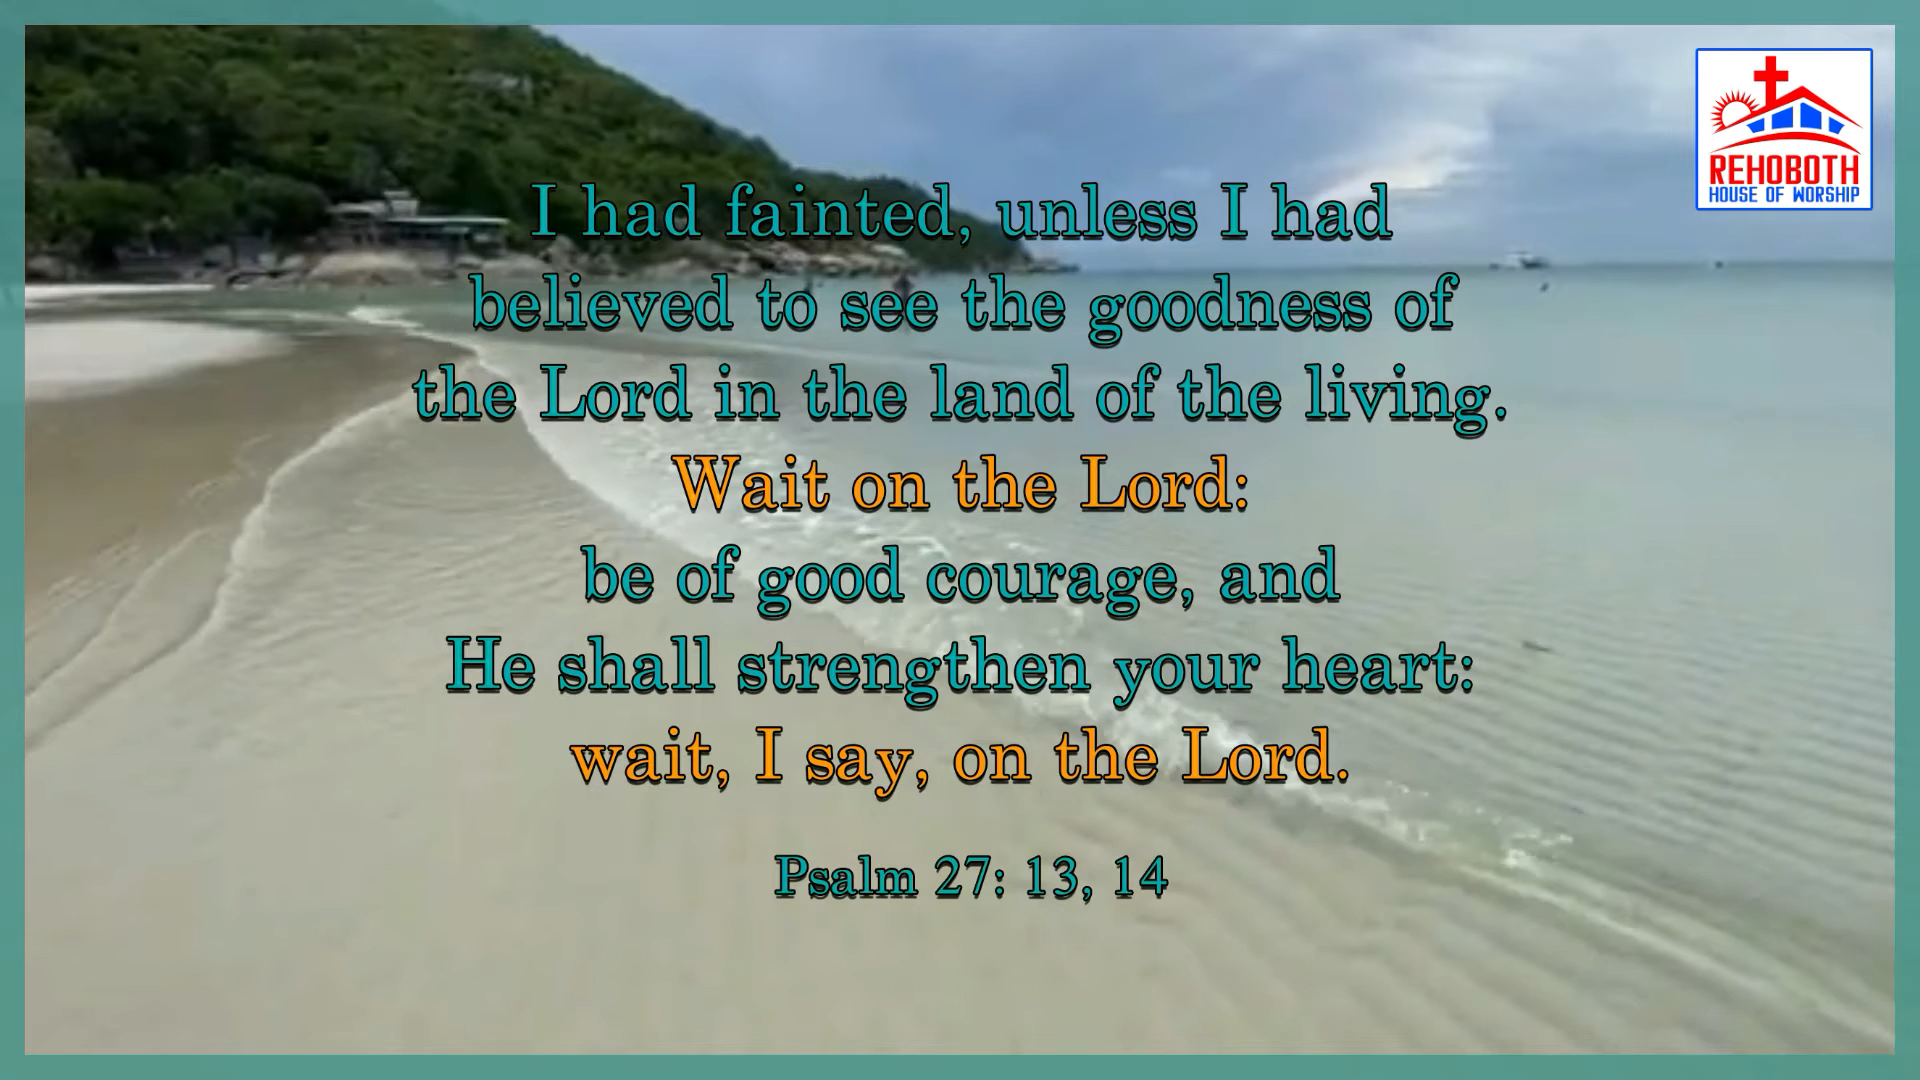 REHOBOTH
HOUSE OF WORSHIP
I had fainted, unless I had
believed to see the goodness of
the Lord in the land of the living.
Wait on the Lord:
be of good courage, and
He shall strengthen your heart:
wait, I say, on the Lord.
Psalm 27: 13, 14